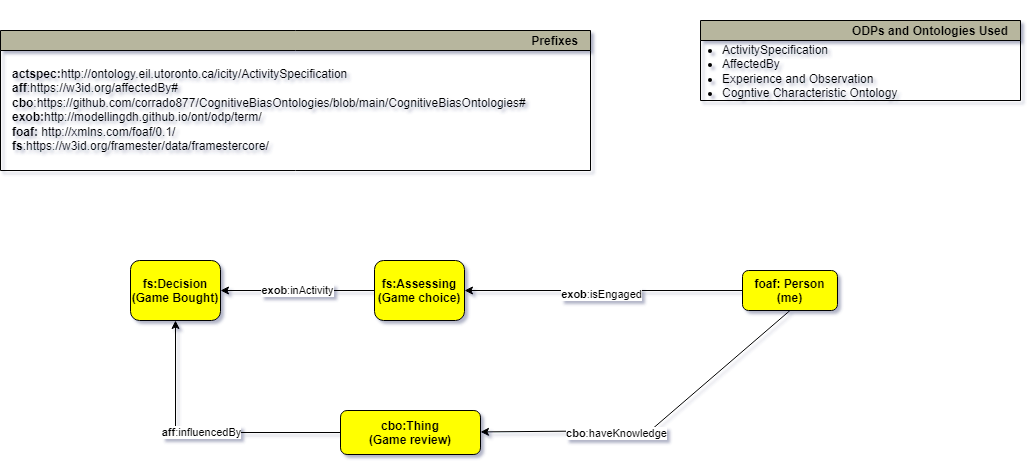 Prefixes
actspec:http://ontology.eil.utoronto.ca/icity/ActivitySpecification
aff:https://w3id.org/affectedBy#
cbo:https://github.com/corrado877/CognitiveBiasOntologies/blob/main/CognitiveBiasOntologies#
exob:http://modellingdh.github.io/ont/odp/term/
foaf: http://xmlns.com/foaf/0.1/
fs:https://w3id.org/framester/data/framestercore/
ODPs and Ontologies Used
ActivitySpecification
AffectedBy
Experience and Observation
Cogntive Characteristic Ontology
fs:Decision
(Game Bought)
exob:inActivity
fs:Assessing
(Game choice)
exob:isEngaged
foaf: Person
(me)
aff:influencedBy
cbo:Thing
(Game review)
cbo:haveKnowledge